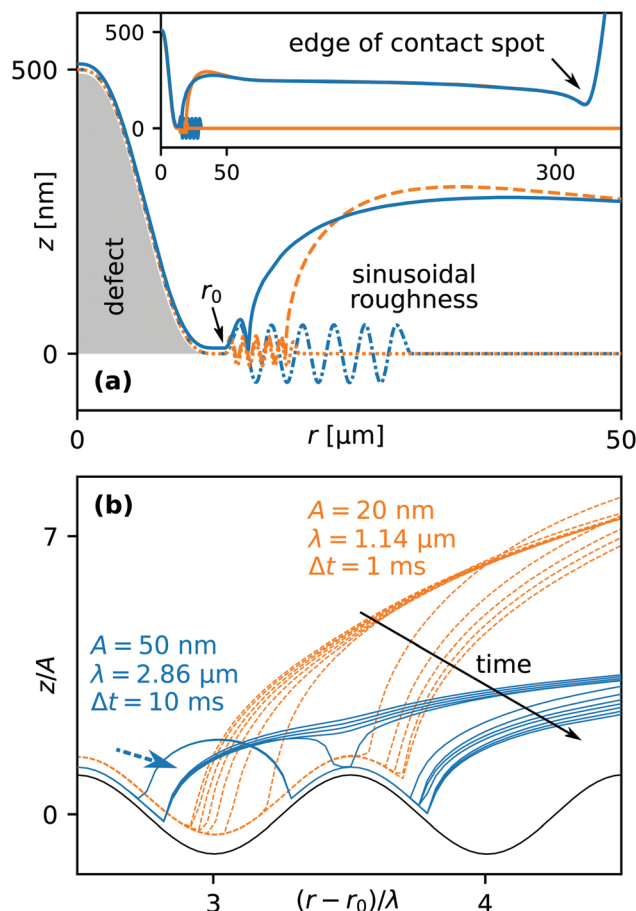 500
0
edge of contact spot
0
50
300
500
z [nm]
defect
r₀
sinusoidal
roughness
0
(a)
0
r [µm]
50
(b)
7
A = 20 nm
λ = 1.14 µm
Δt = 1 ms
A = 50 nm
λ = 2.86 µm
Δt = 10 ms
time
z/A
0
3
(r − r₀)/λ
4